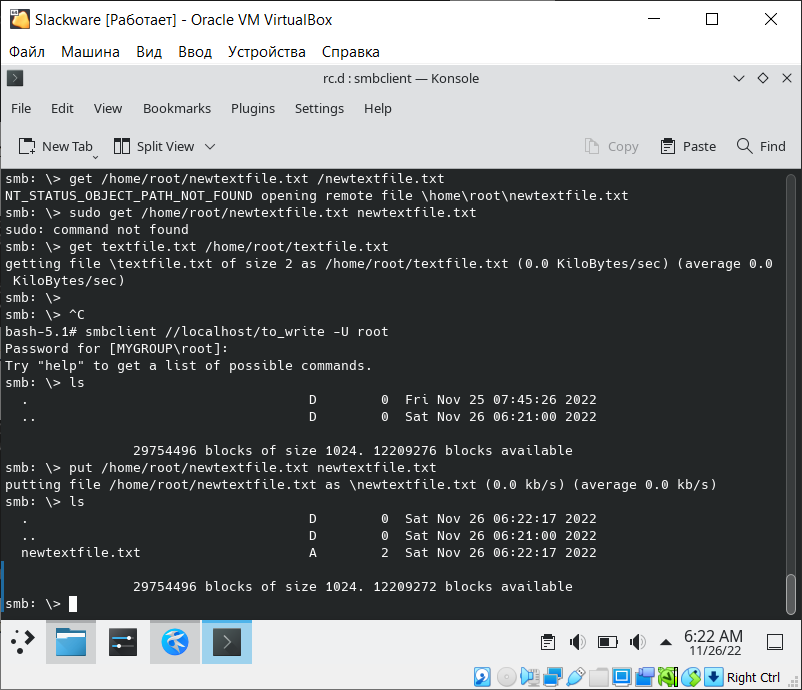 Slackware [Работает] - Oracle VM VirtualBox
Файл Машина Вид Ввод Устройства Справка
rc.d : smbclient — Konsole
File Edit View Bookmarks Plugins Settings Help
New Tab Split View Copy Paste Find
smb: \> get /home/root/newtextfile.txt /newtextfile.txt
NT_STATUS_OBJECT_PATH_NOT_FOUND opening remote file \home\root\newtextfile.txt
smb: \> sudo get /home/root/newtextfile.txt newtextfile.txt
sudo: command not found
smb: \> get textfile.txt /home/root/textfile.txt
getting file \textfile.txt of size 2 as /home/root/textfile.txt (0.0 KiloBytes/sec) (average 0.0
 KiloBytes/sec)
smb: \>
smb: \> ^C
bash-5.1# smbclient //localhost/to_write -U root
Password for [MYGROUP\root]:
Try "help" to get a list of possible commands.
smb: \> ls
  .                                   D        0  Fri Nov 25 07:45:26 2022
  ..                                  D        0  Sat Nov 26 06:21:00 2022
                29754496 blocks of size 1024. 12209276 blocks available
smb: \> put /home/root/newtextfile.txt newtextfile.txt
putting file /home/root/newtextfile.txt as \newtextfile.txt (0.0 kb/s) (average 0.0 kb/s)
smb: \> ls
  .                                   D        0  Sat Nov 26 06:22:17 2022
  ..                                  D        0  Sat Nov 26 06:21:00 2022
  newtextfile.txt                     A        2  Sat Nov 26 06:22:17 2022
                29754496 blocks of size 1024. 12209272 blocks available
smb: \>
6:22 AM
11/26/22
Right Ctrl